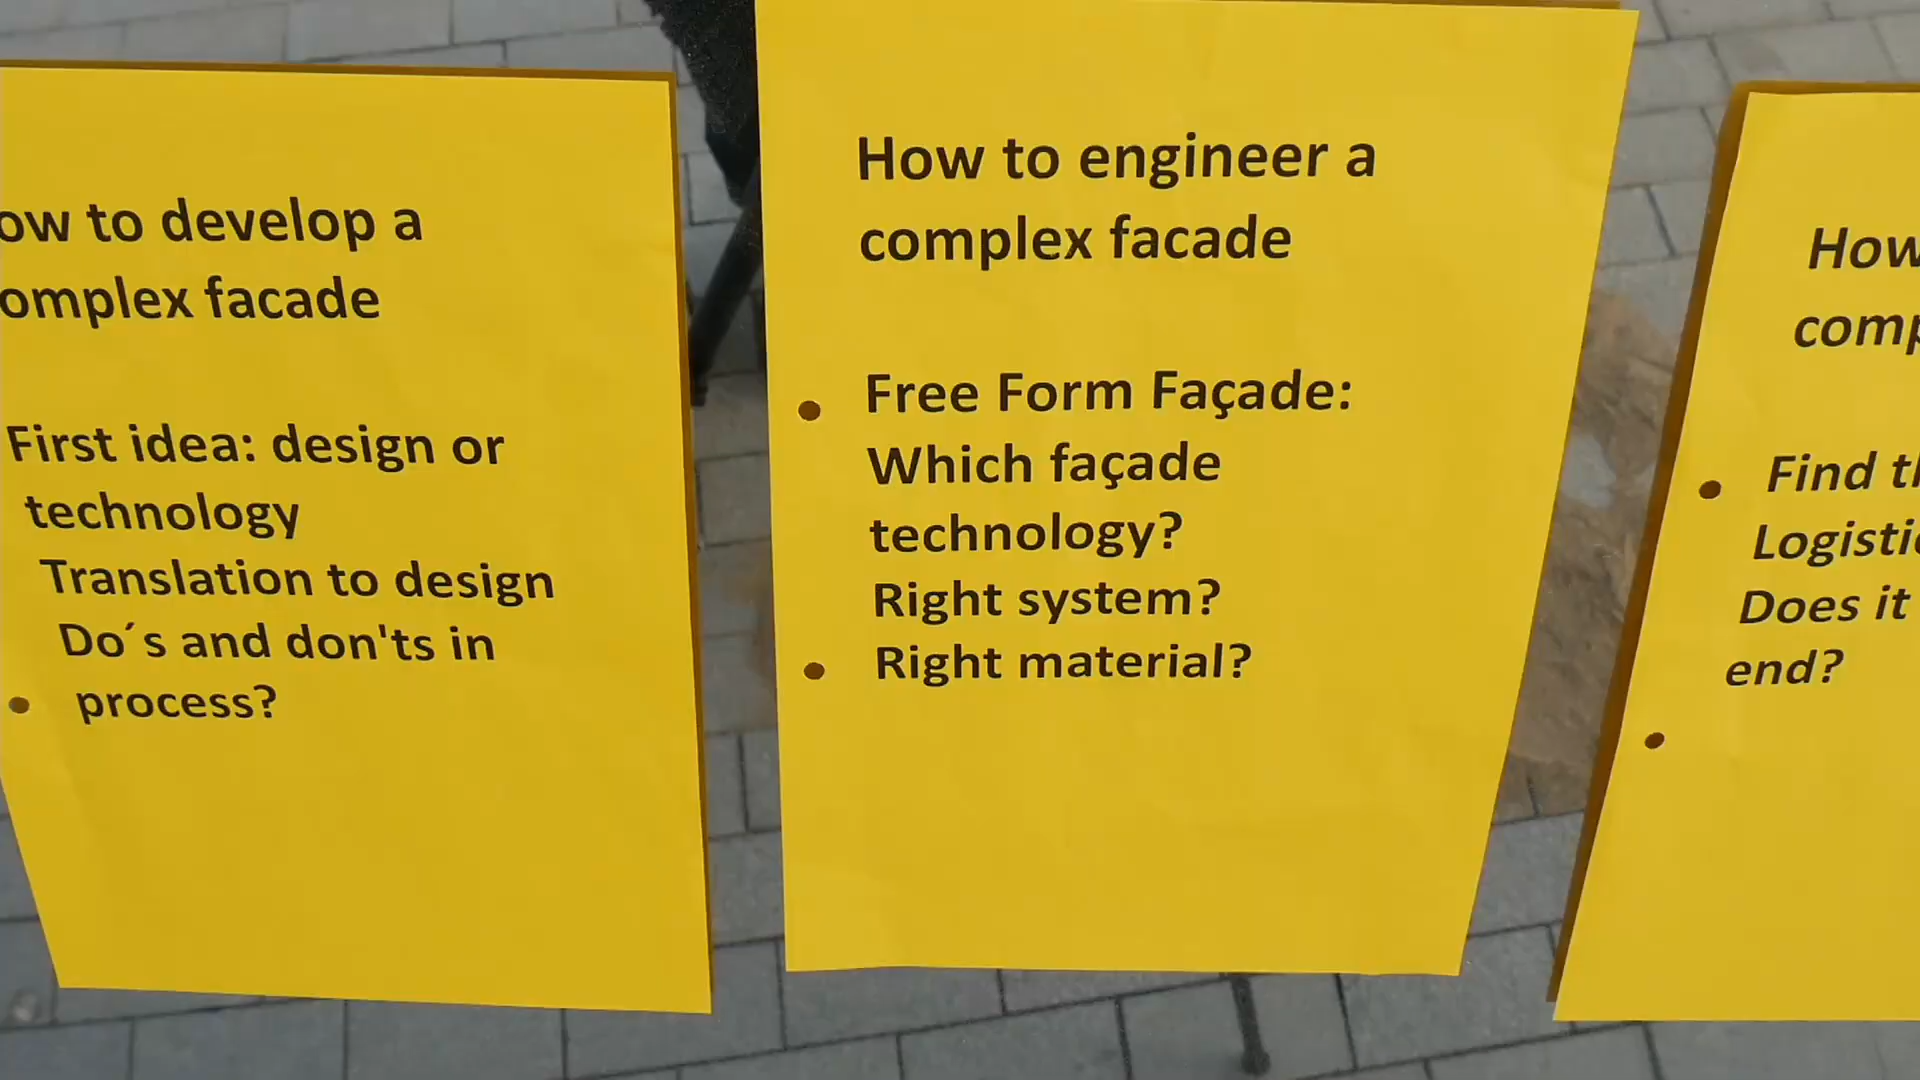 ow to develop a
omplex facade
First idea: design or
technology
Translation to design
Do´s and don'ts in
process?
How to engineer a
complex facade
Free Form Façade:
Which façade
technology?
Right system?
Right material?
How
comp
Find th
Logistic
Does it
end?